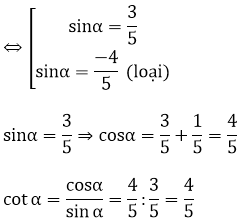 ⇔ [ sinα = 3/5
sinα = -4/5 (loại)
sinα = 3/5 ⇒ cosα = 3/5 + 1/5 = 4/5
cot α = cosα/sin α = 4/5 : 3/5 = 4/5